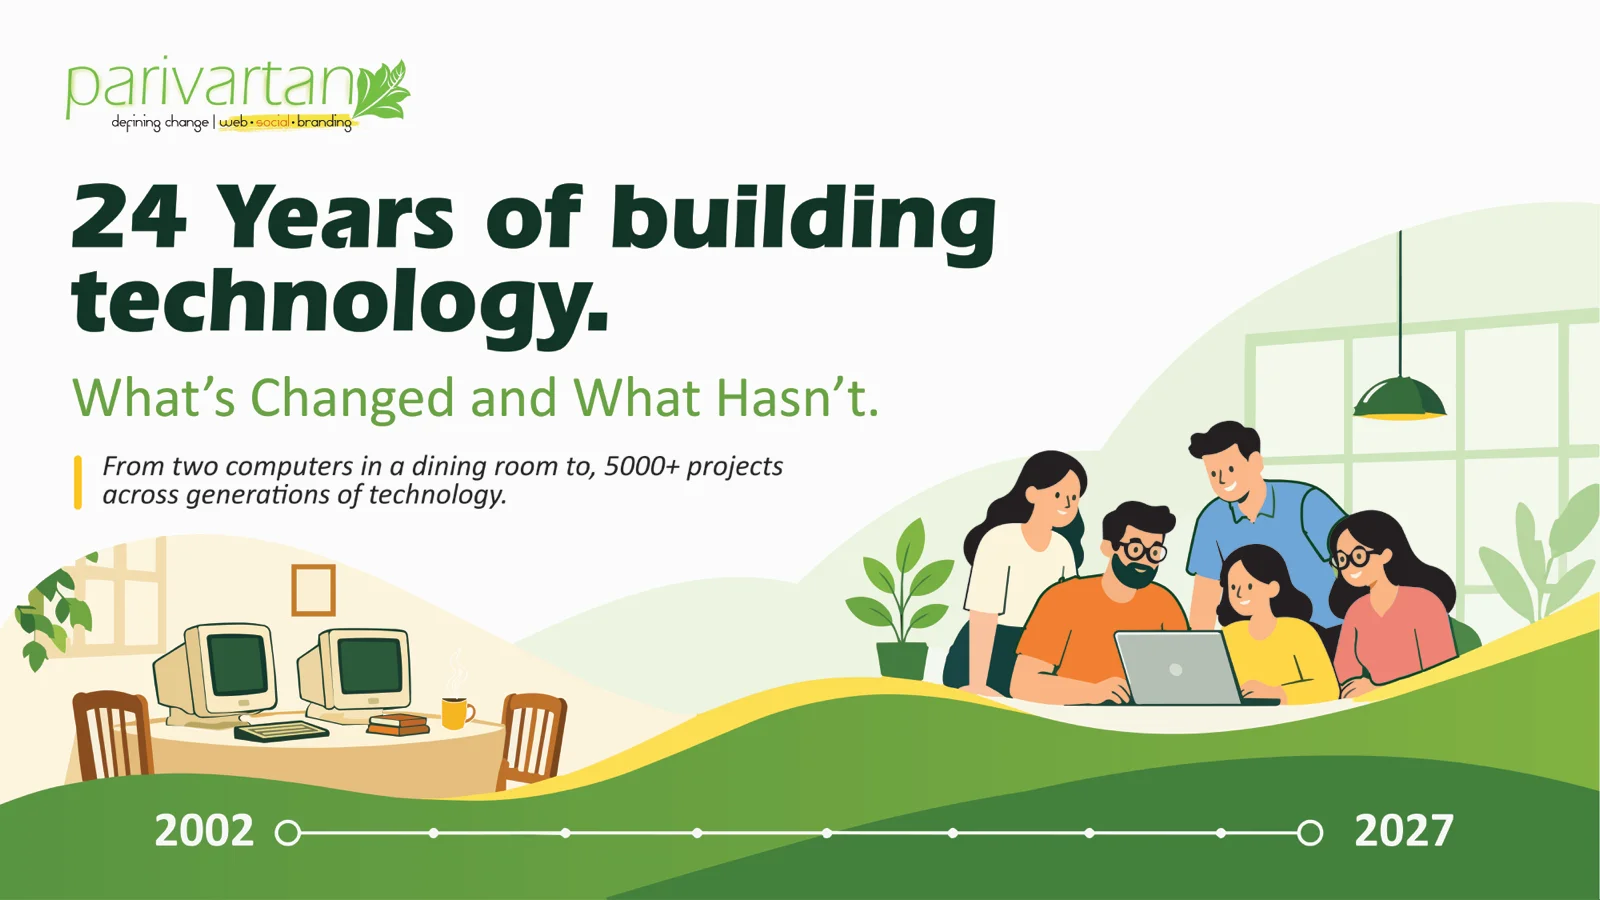 parivartan
defining change | web • social • branding
24 Years of building
technology.
What's Changed and What Hasn't.
From two computers in a dining room to, 5000+ projects
across generations of technology.
2002
2027